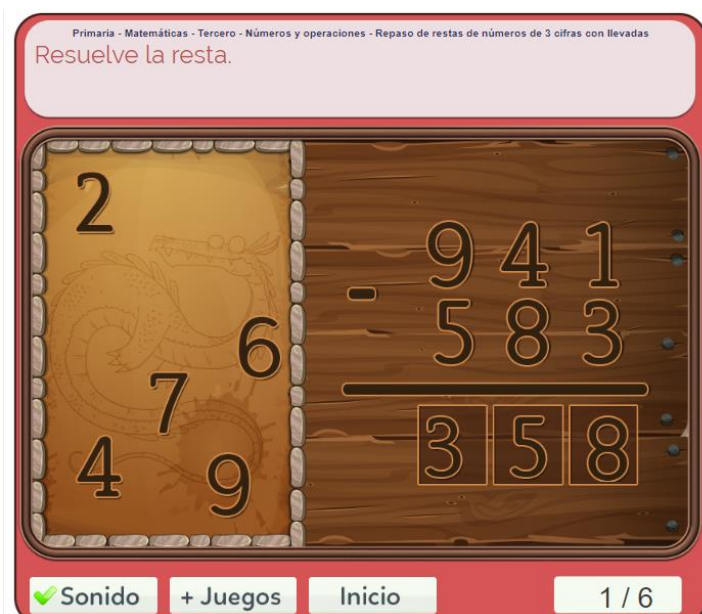 Primaria - Matemáticas - Tercero - Números y operaciones - Repaso de restas de números de 3 cifras con llevadas
Resuelve la resta.
2
6
7
4
9
941
- 583
358
Sonido
+ Juegos
Inicio
1 / 6